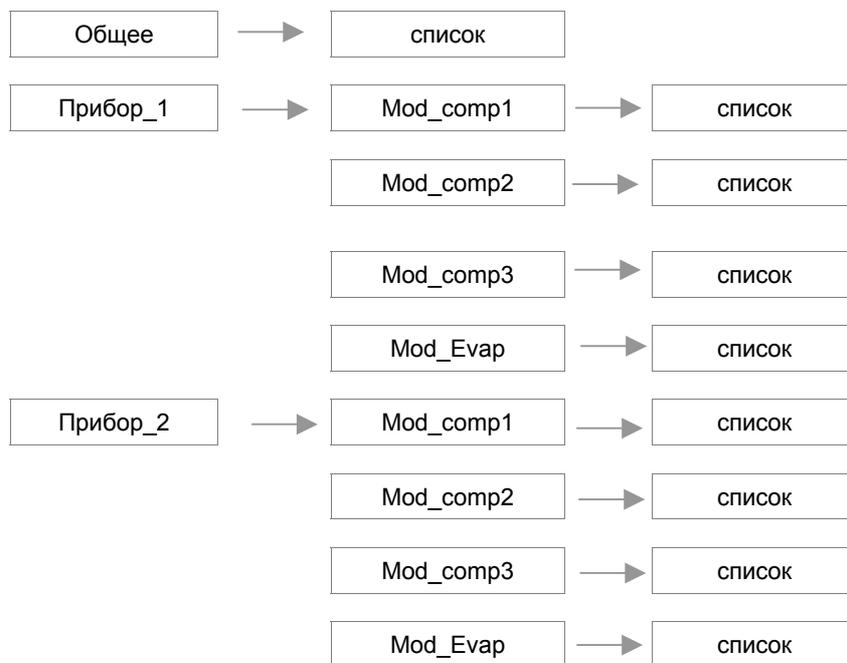 Общее список
Прибор_1 Mod_comp1 список
Mod_comp2 список
Mod_comp3 список
Mod_Evap список
Прибор_2 Mod_comp1 список
Mod_comp2 список
Mod_comp3 список
Mod_Evap список